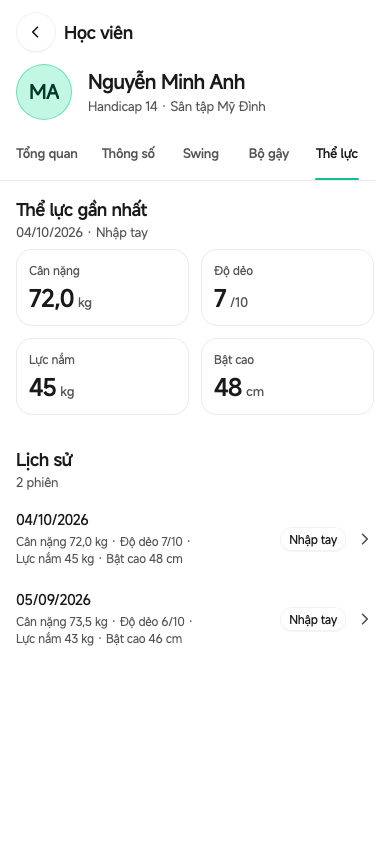 Học viên
MA
Nguyễn Minh Anh
Handicap 14 · Sân tập Mỹ Đình
Tổng quan Thông số Swing Bộ gậy Thể lực
Thể lực gần nhất
04/10/2026 · Nhập tay
Cân nặng
72,0 kg
Độ dẻo
7 /10
Lực nắm
45 kg
Bật cao
48 cm
Lịch sử
2 phiên
04/10/2026
Cân nặng 72,0 kg · Độ dẻo 7/10 ·
Lực nắm 45 kg · Bật cao 48 cm
Nhập tay
05/09/2026
Cân nặng 73,5 kg · Độ dẻo 6/10 ·
Lực nắm 43 kg · Bật cao 46 cm
Nhập tay